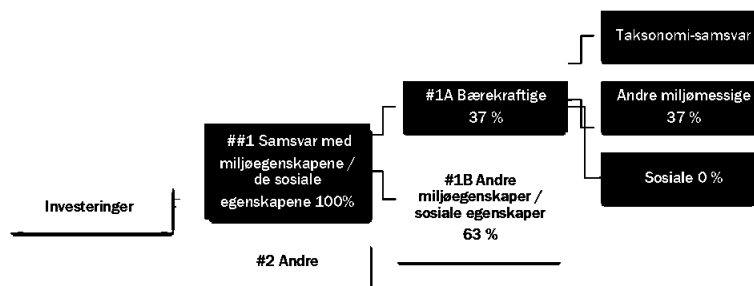 Taksonomi-samsvar
#1A Bærekraftige
37 %
Andre miljømessige
37 %
##1 Samsvar med
miljøegenskapene /
de sosiale
egenskapene 100%
#1B Andre
miljøegenskaper /
sosiale egenskaper
63 %
Sosiale 0 %
Investeringer
#2 Andre